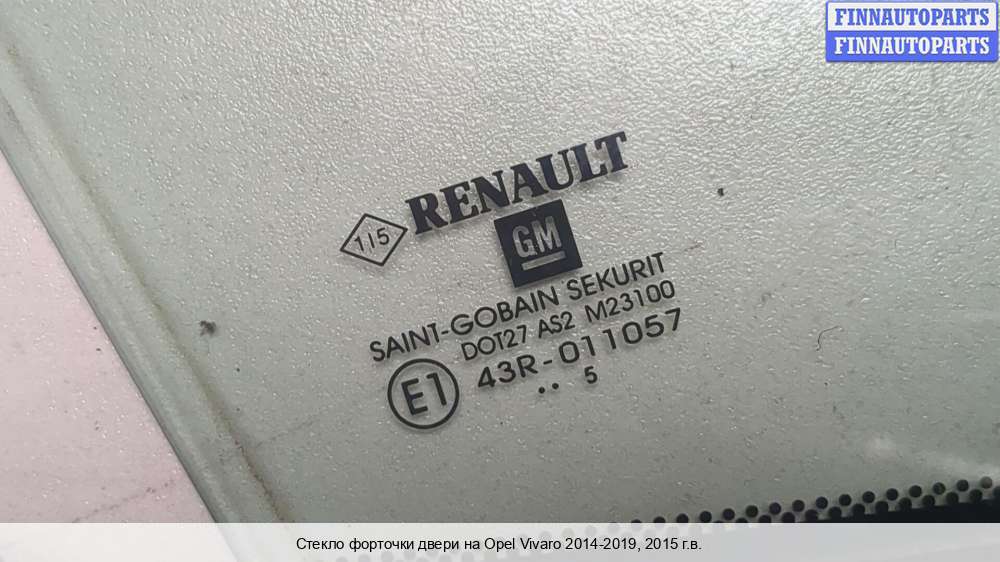 FINNAUTOPARTS
FINNAUTOPARTS
RENAULT
1/5
GM
SAINT-GOBAIN SEKURIT
DOT27 AS2 M23100
E1
43R-011057
.. 5
Стекло форточки двери на Opel Vivaro 2014-2019, 2015 г.в.